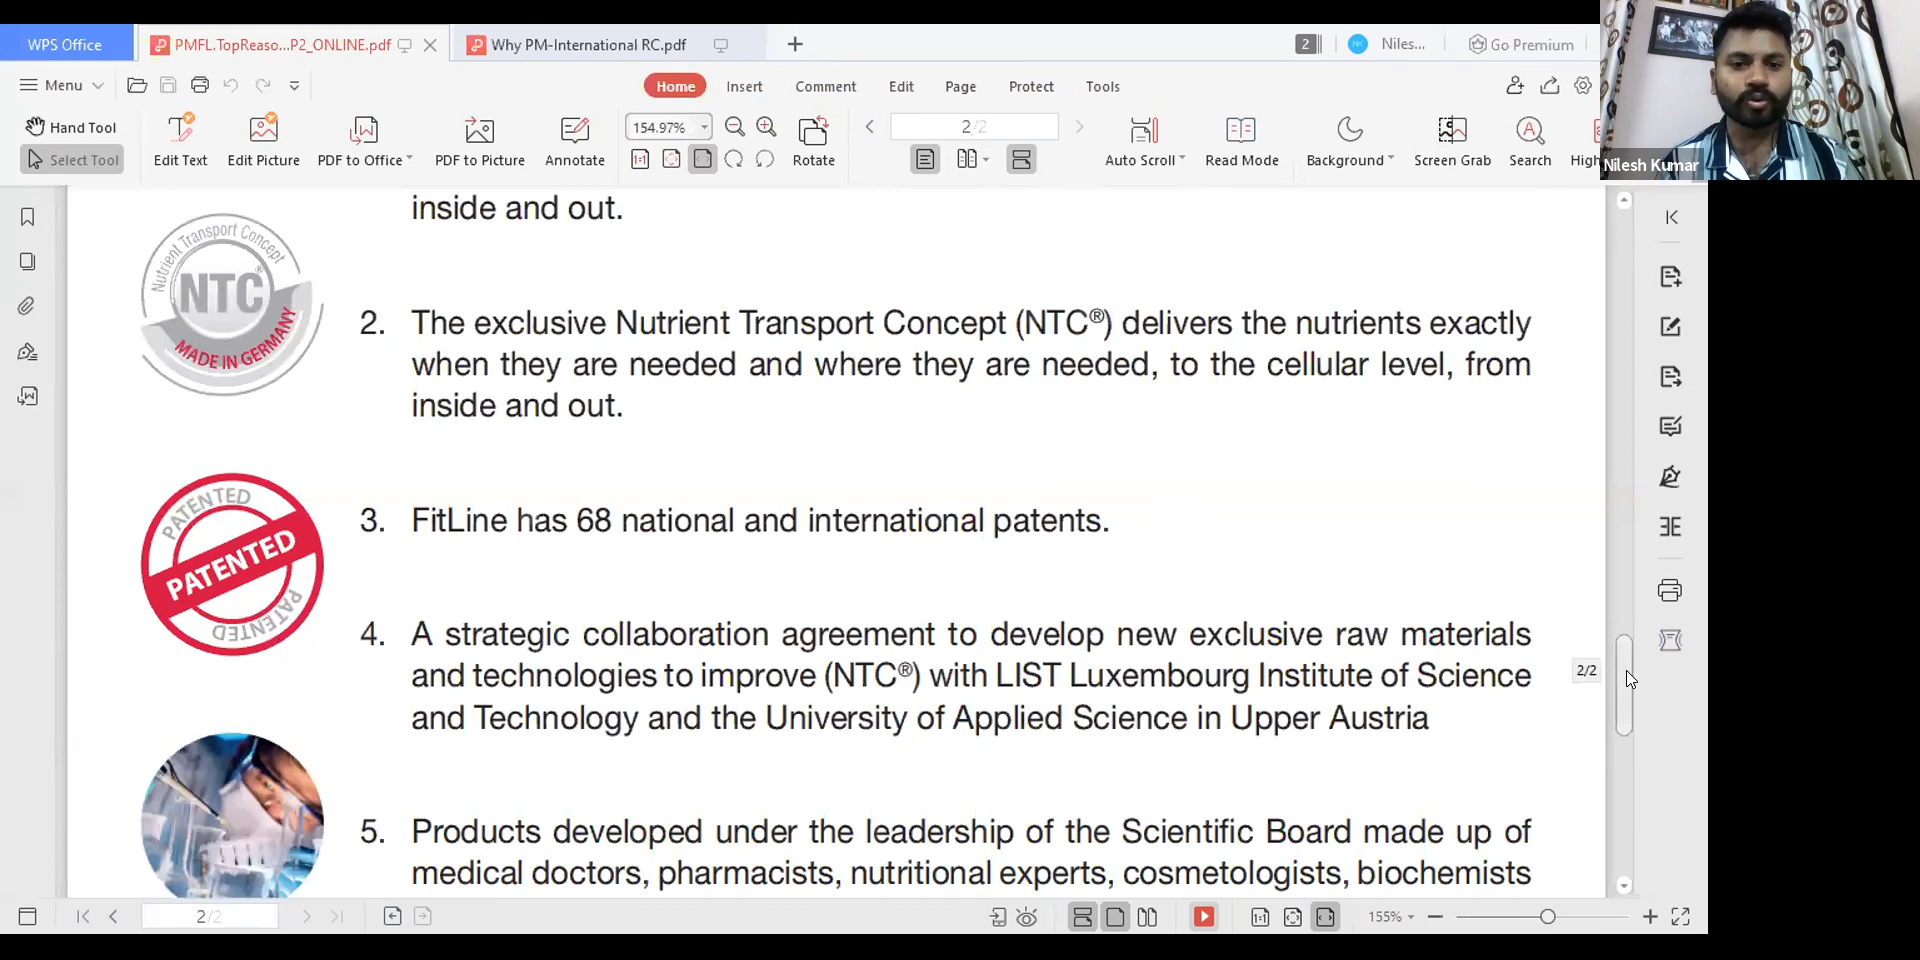 WPS Office
PMFL.TopReaso...P2_ONLINE.pdf
Why PM-International RC.pdf
2
NK
Niles...
Go Premium
Menu
Home
Insert
Comment
Edit
Page
Protect
Tools
Hand Tool
Select Tool
Edit Text
Edit Picture
PDF to Office
PDF to Picture
Annotate
154.97%
1:1
Rotate
2/2
Auto Scroll
Read Mode
Background
Screen Grab
Search
High
Nilesh Kumar
inside and out.
Nutrient Transport Concept
NTC®
MADE IN GERMANY
2. The exclusive Nutrient Transport Concept (NTC®) delivers the nutrients exactly
when they are needed and where they are needed, to the cellular level, from
inside and out.
PATENTED
PATENTED
PATENTED
3. FitLine has 68 national and international patents.
4. A strategic collaboration agreement to develop new exclusive raw materials
and technologies to improve (NTC®) with LIST Luxembourg Institute of Science
and Technology and the University of Applied Science in Upper Austria
2/2
5. Products developed under the leadership of the Scientific Board made up of
medical doctors, pharmacists, nutritional experts, cosmetologists, biochemists
2/2
1:1
155%